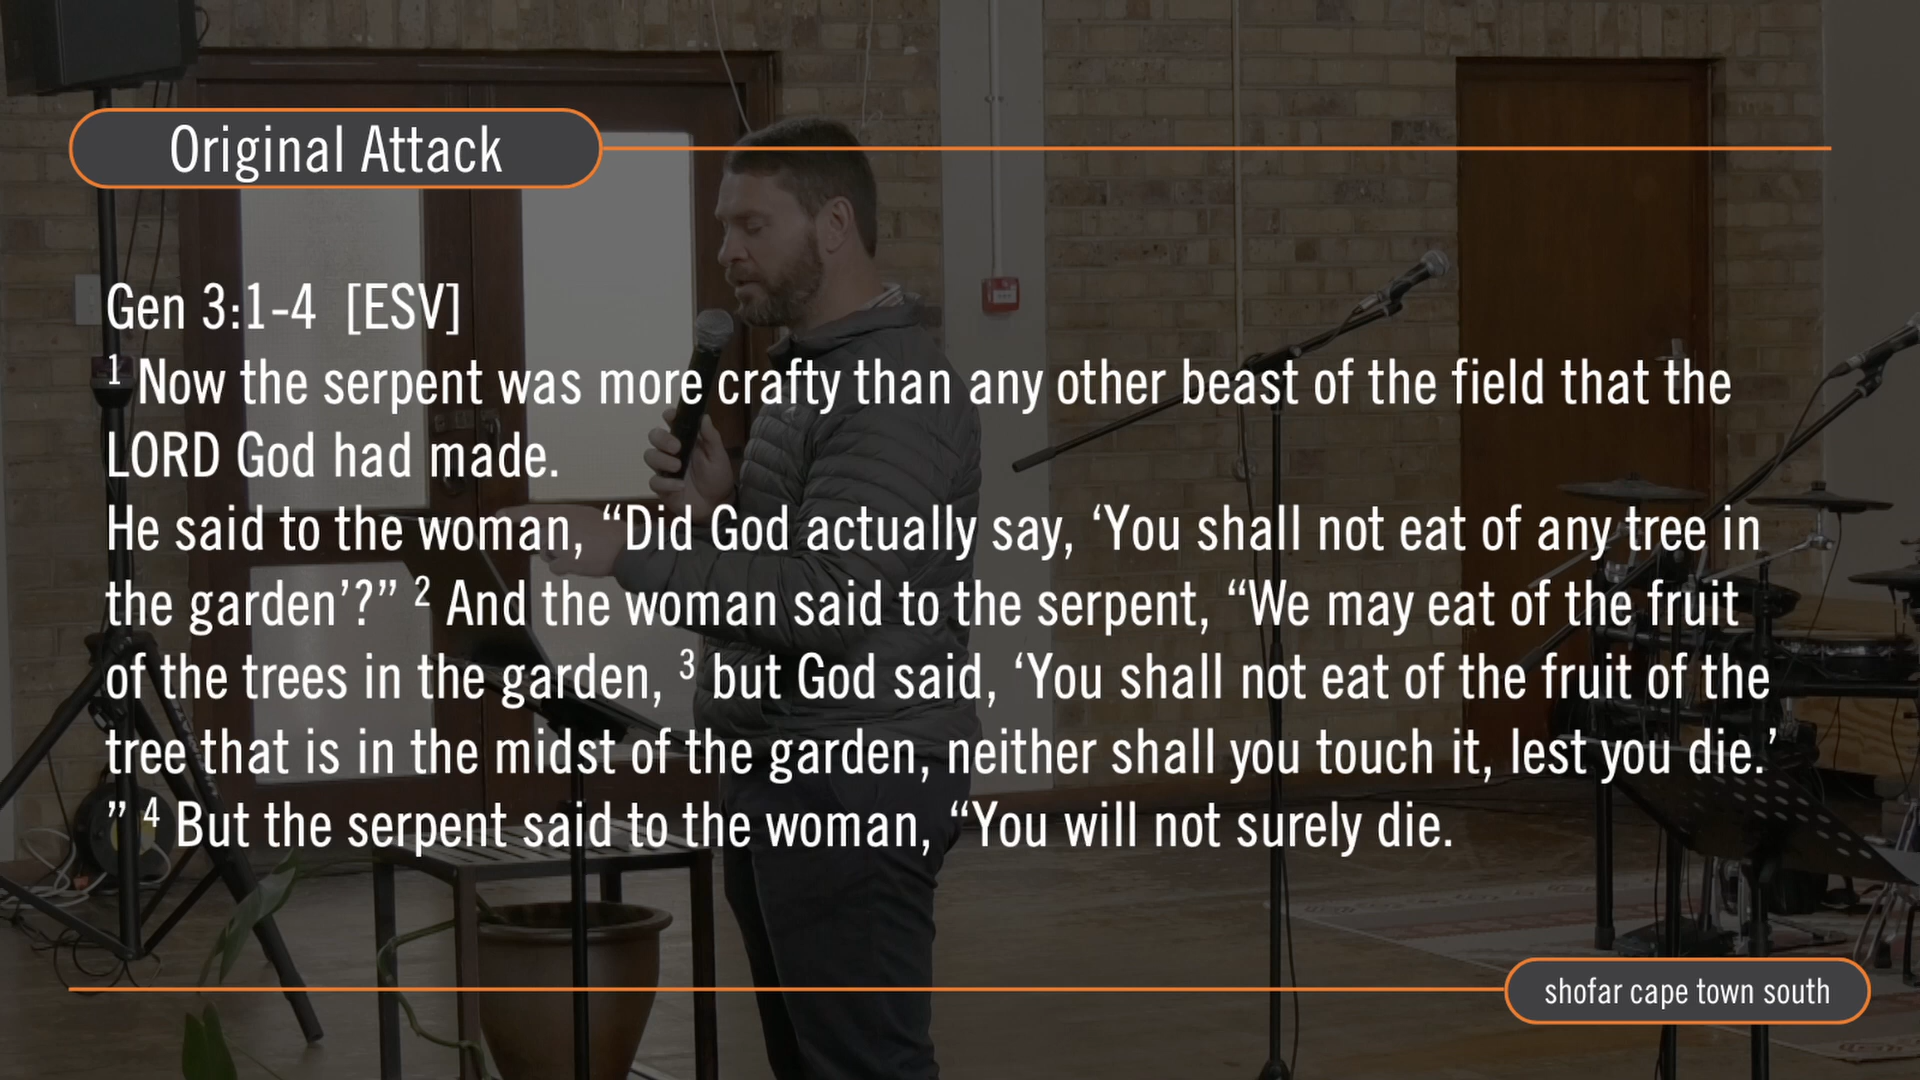 Original Attack
Gen 3:1-4 [ESV]
¹ Now the serpent was more crafty than any other beast of the field that the
LORD God had made.
He said to the woman, “Did God actually say, ‘You shall not eat of any tree in
the garden’?” ² And the woman said to the serpent, “We may eat of the fruit
of the trees in the garden, ³ but God said, ‘You shall not eat of the fruit of the
tree that is in the midst of the garden, neither shall you touch it, lest you die.’
” ⁴ But the serpent said to the woman, “You will not surely die.
shofar cape town south